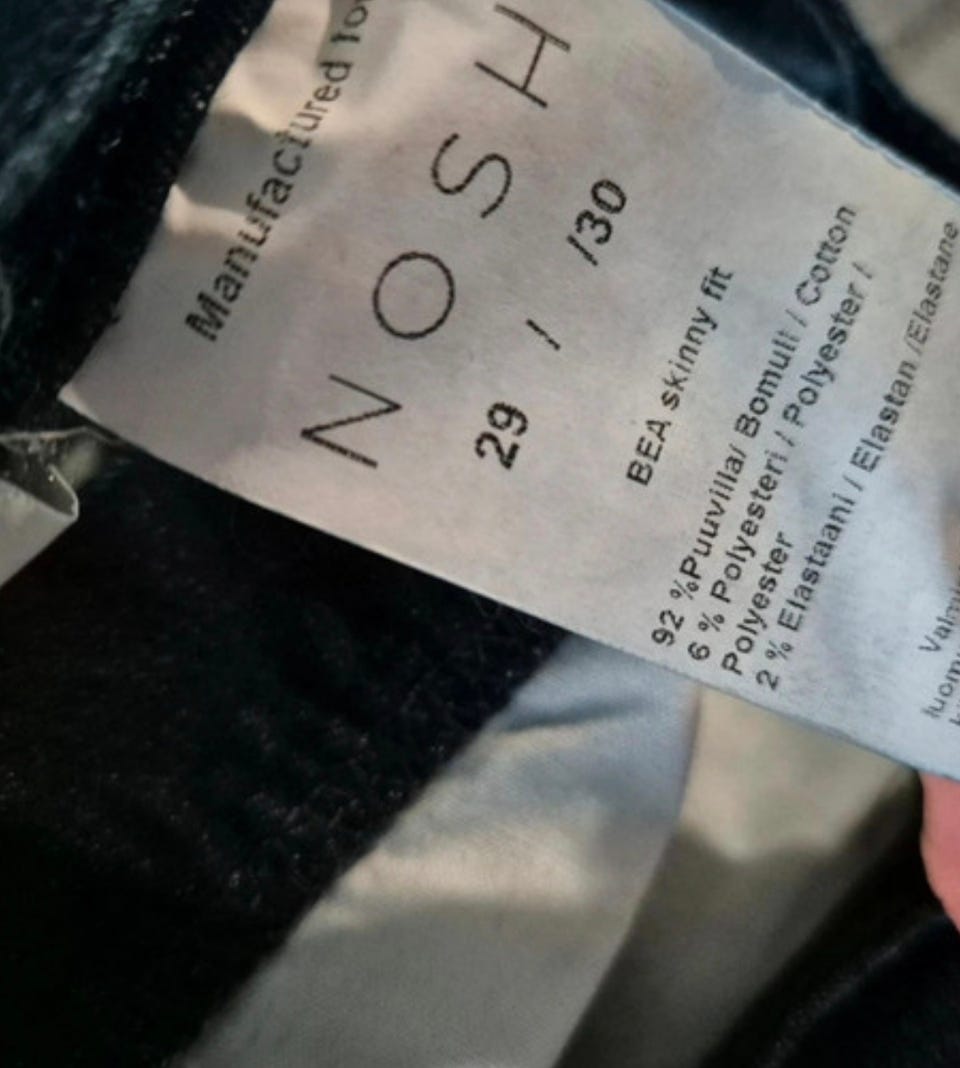 Manufactured
NOSH
29 / /30
BEA skinny fit
92 %Puuvilla/ Bomull / Cotton
6 % Polyesteri / Polyester /
Polyester
2 % Elastaani / Elastan /Elastane